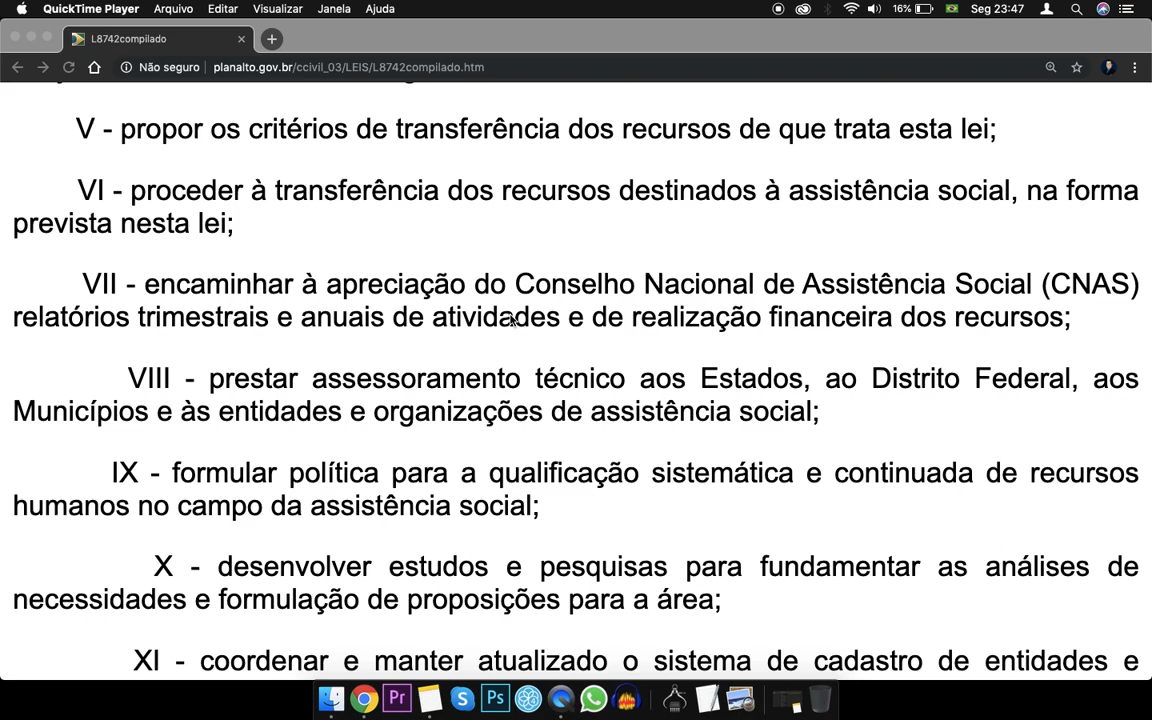 QuickTime Player Arquivo Editar Visualizar Janela Ajuda 16% Seg 23:47
L8742compilado
Não seguro planalto.gov.br/ccivil_03/LEIS/L8742compilado.htm
V - propor os critérios de transferência dos recursos de que trata esta lei;
VI - proceder à transferência dos recursos destinados à assistência social, na forma
prevista nesta lei;
VII - encaminhar à apreciação do Conselho Nacional de Assistência Social (CNAS)
relatórios trimestrais e anuais de atividades e de realização financeira dos recursos;
VIII - prestar assessoramento técnico aos Estados, ao Distrito Federal, aos
Municípios e às entidades e organizações de assistência social;
IX - formular política para a qualificação sistemática e continuada de recursos
humanos no campo da assistência social;
X - desenvolver estudos e pesquisas para fundamentar as análises de
necessidades e formulação de proposições para a área;
XI - coordenar e manter atualizado o sistema de cadastro de entidades e
Pr
S
Ps